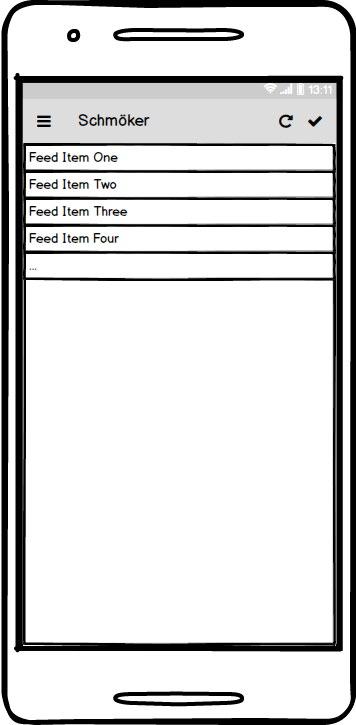 13:11
Schmöker
Feed Item One
Feed Item Two
Feed Item Three
Feed Item Four
...